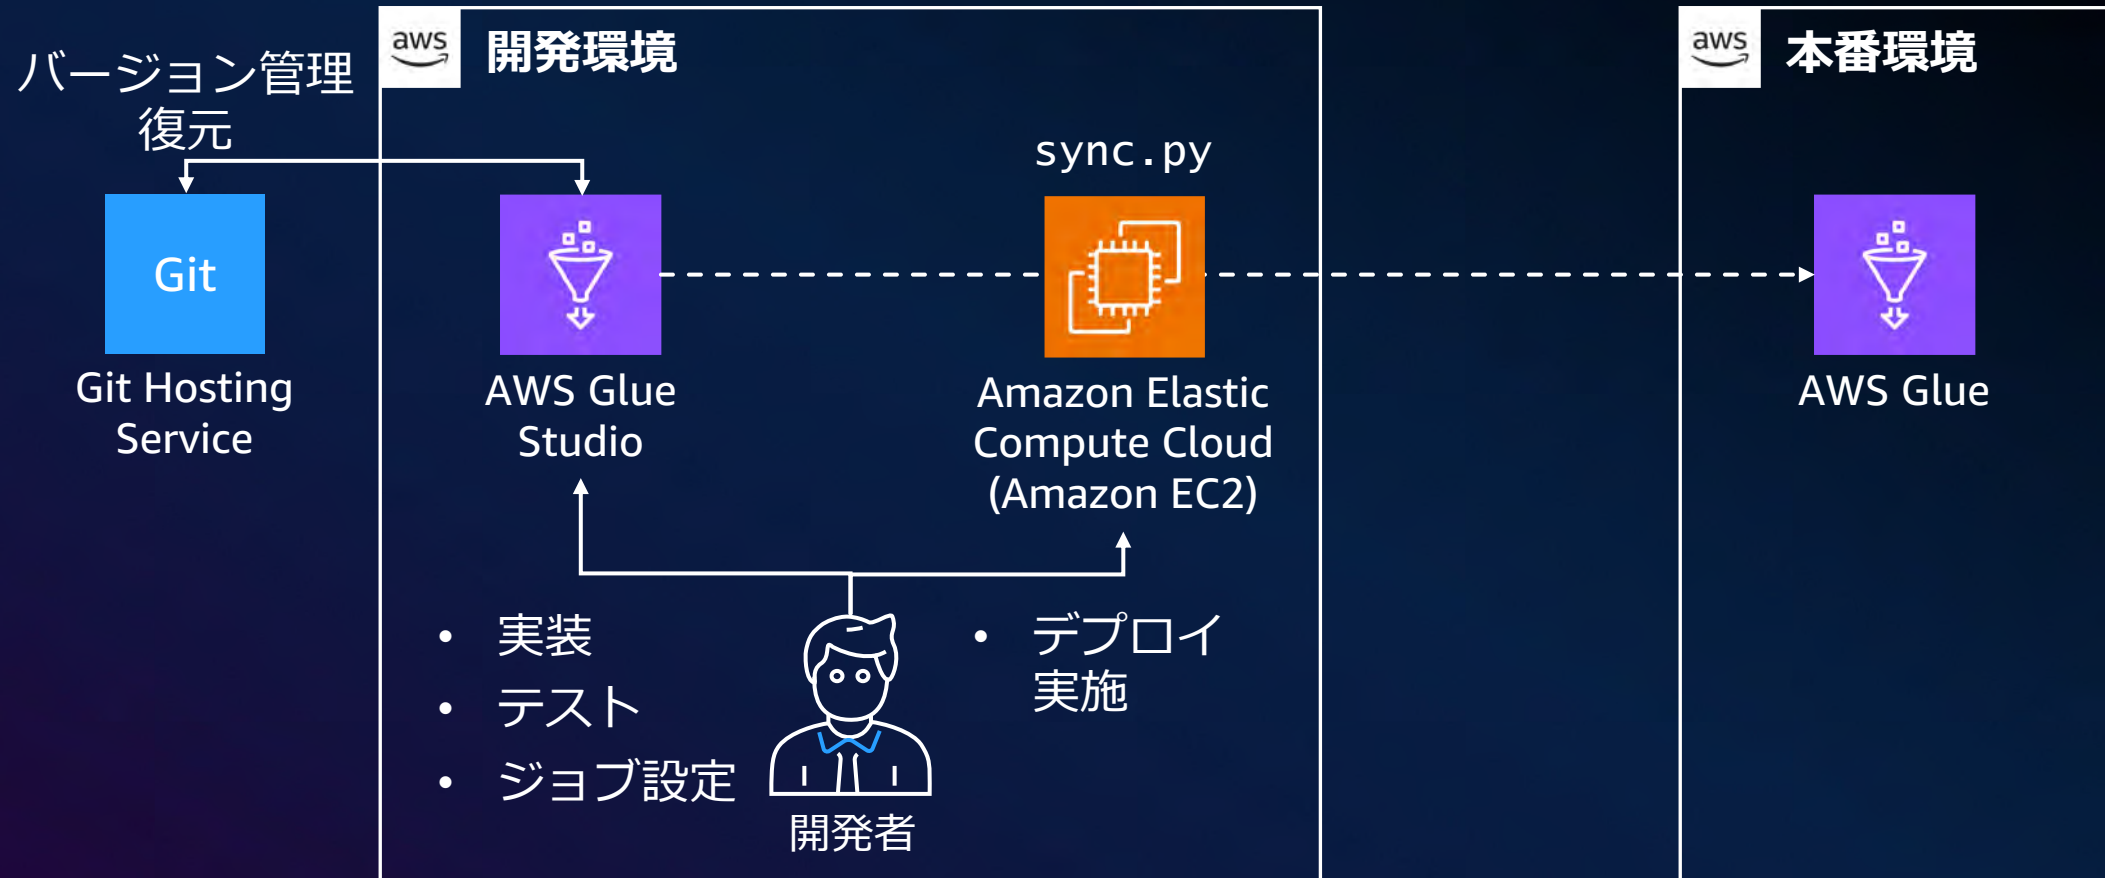 バージョン管理
復元
aws
開発環境
aws
本番環境
sync.py
Git
Git Hosting
Service
AWS Glue
Studio
Amazon Elastic
Compute Cloud
(Amazon EC2)
AWS Glue
• 実装
• テスト
• ジョブ設定
• デプロイ
実施
開発者